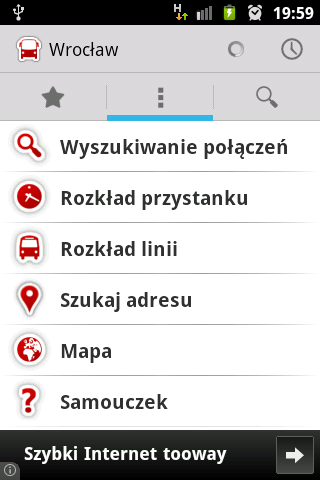 H 19:59
Wrocław
Wyszukiwanie połączeń
Rozkład przystanku
Rozkład linii
Szukaj adresu
Mapa
Samouczek
Szybki Internet tooway